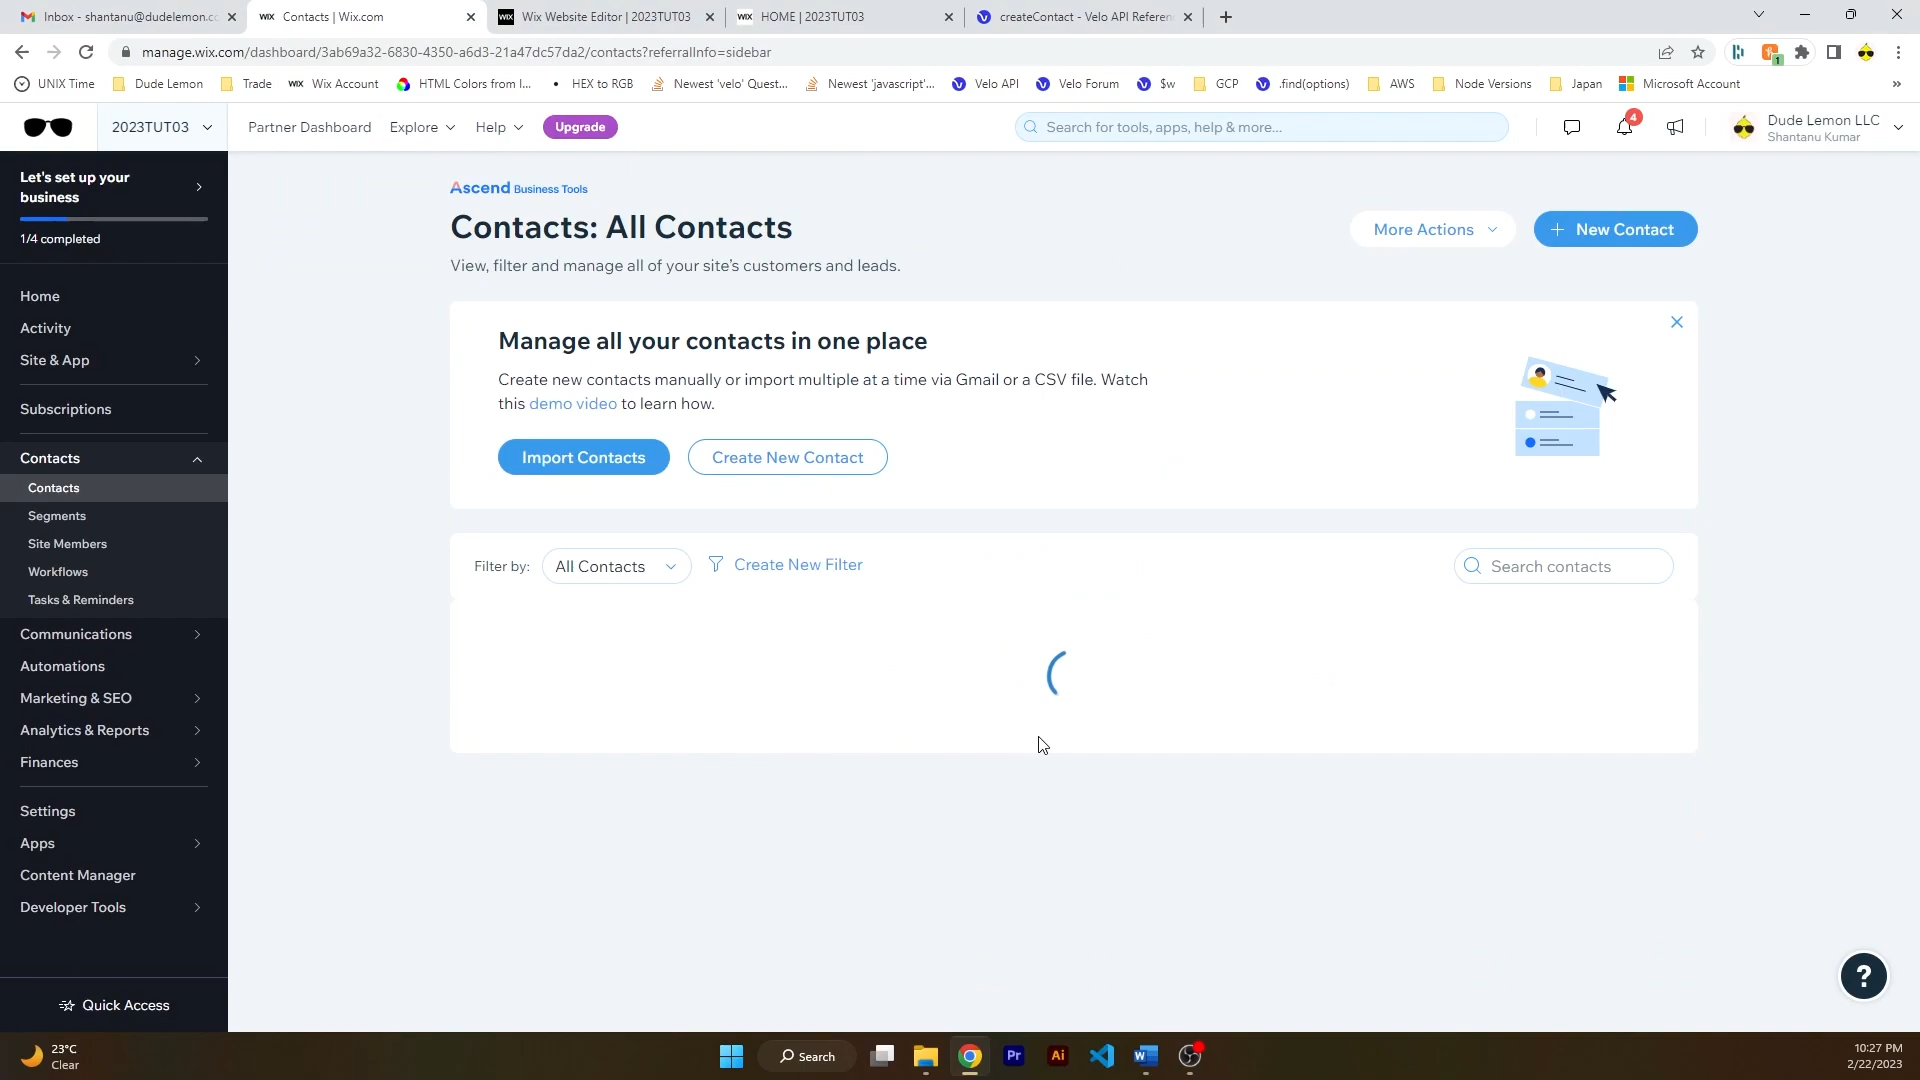 Inbox - shantanu@dudelemon.cc
Contacts | Wix.com
Wix Website Editor | 2023TUT03
HOME | 2023TUT03
createContact - Velo API Referen
manage.wix.com/dashboard/3ab69a32-6830-4350-a6d3-21a47dc57da2/contacts?referralInfo=sidebar
UNIX Time
Dude Lemon
Trade
WIX Wix Account
HTML Colors from I...
HEX to RGB
Newest 'velo' Quest...
Newest 'javascript'...
Velo API
Velo Forum
$w
GCP
.find(options)
AWS
Node Versions
Japan
Microsoft Account
2023TUT03
Partner Dashboard
Explore
Help
Upgrade
Search for tools, apps, help & more...
4
Dude Lemon LLC
Shantanu Kumar
Let's set up your
business
1/4 completed
Home
Activity
Site & App
Subscriptions
Contacts
Contacts
Segments
Site Members
Workflows
Tasks & Reminders
Communications
Automations
Marketing & SEO
Analytics & Reports
Finances
Settings
Apps
Content Manager
Developer Tools
Quick Access
Ascend Business Tools
Contacts: All Contacts
More Actions
+ New Contact
View, filter and manage all of your site's customers and leads.
Manage all your contacts in one place
Create new contacts manually or import multiple at a time via Gmail or a CSV file. Watch
this demo video to learn how.
Import Contacts
Create New Contact
Filter by:
All Contacts
Create New Filter
Search contacts
?
23°C
Clear
Search
Pr
Ai
10:27 PM
2/22/2023